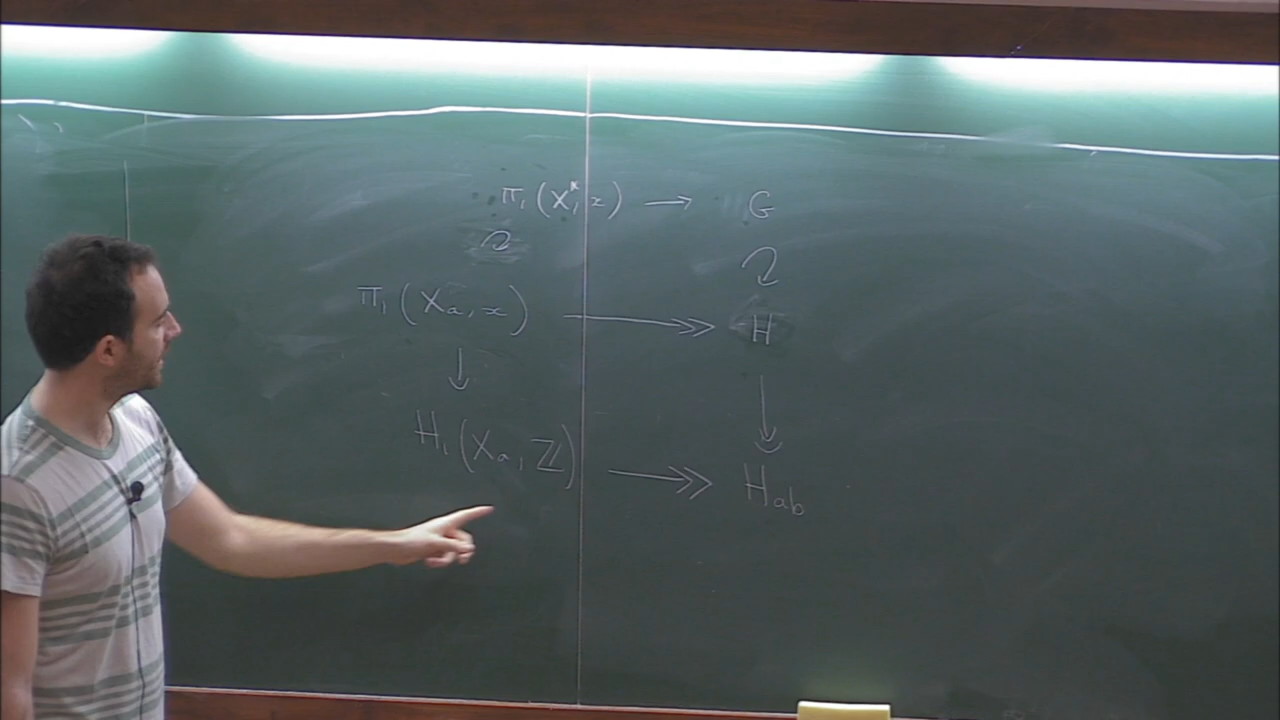 π₁(X*, x) → G
π₁(Xₐ, x) ↠ H
↓
H₁(Xₐ, ℤ) ↠ H_ab